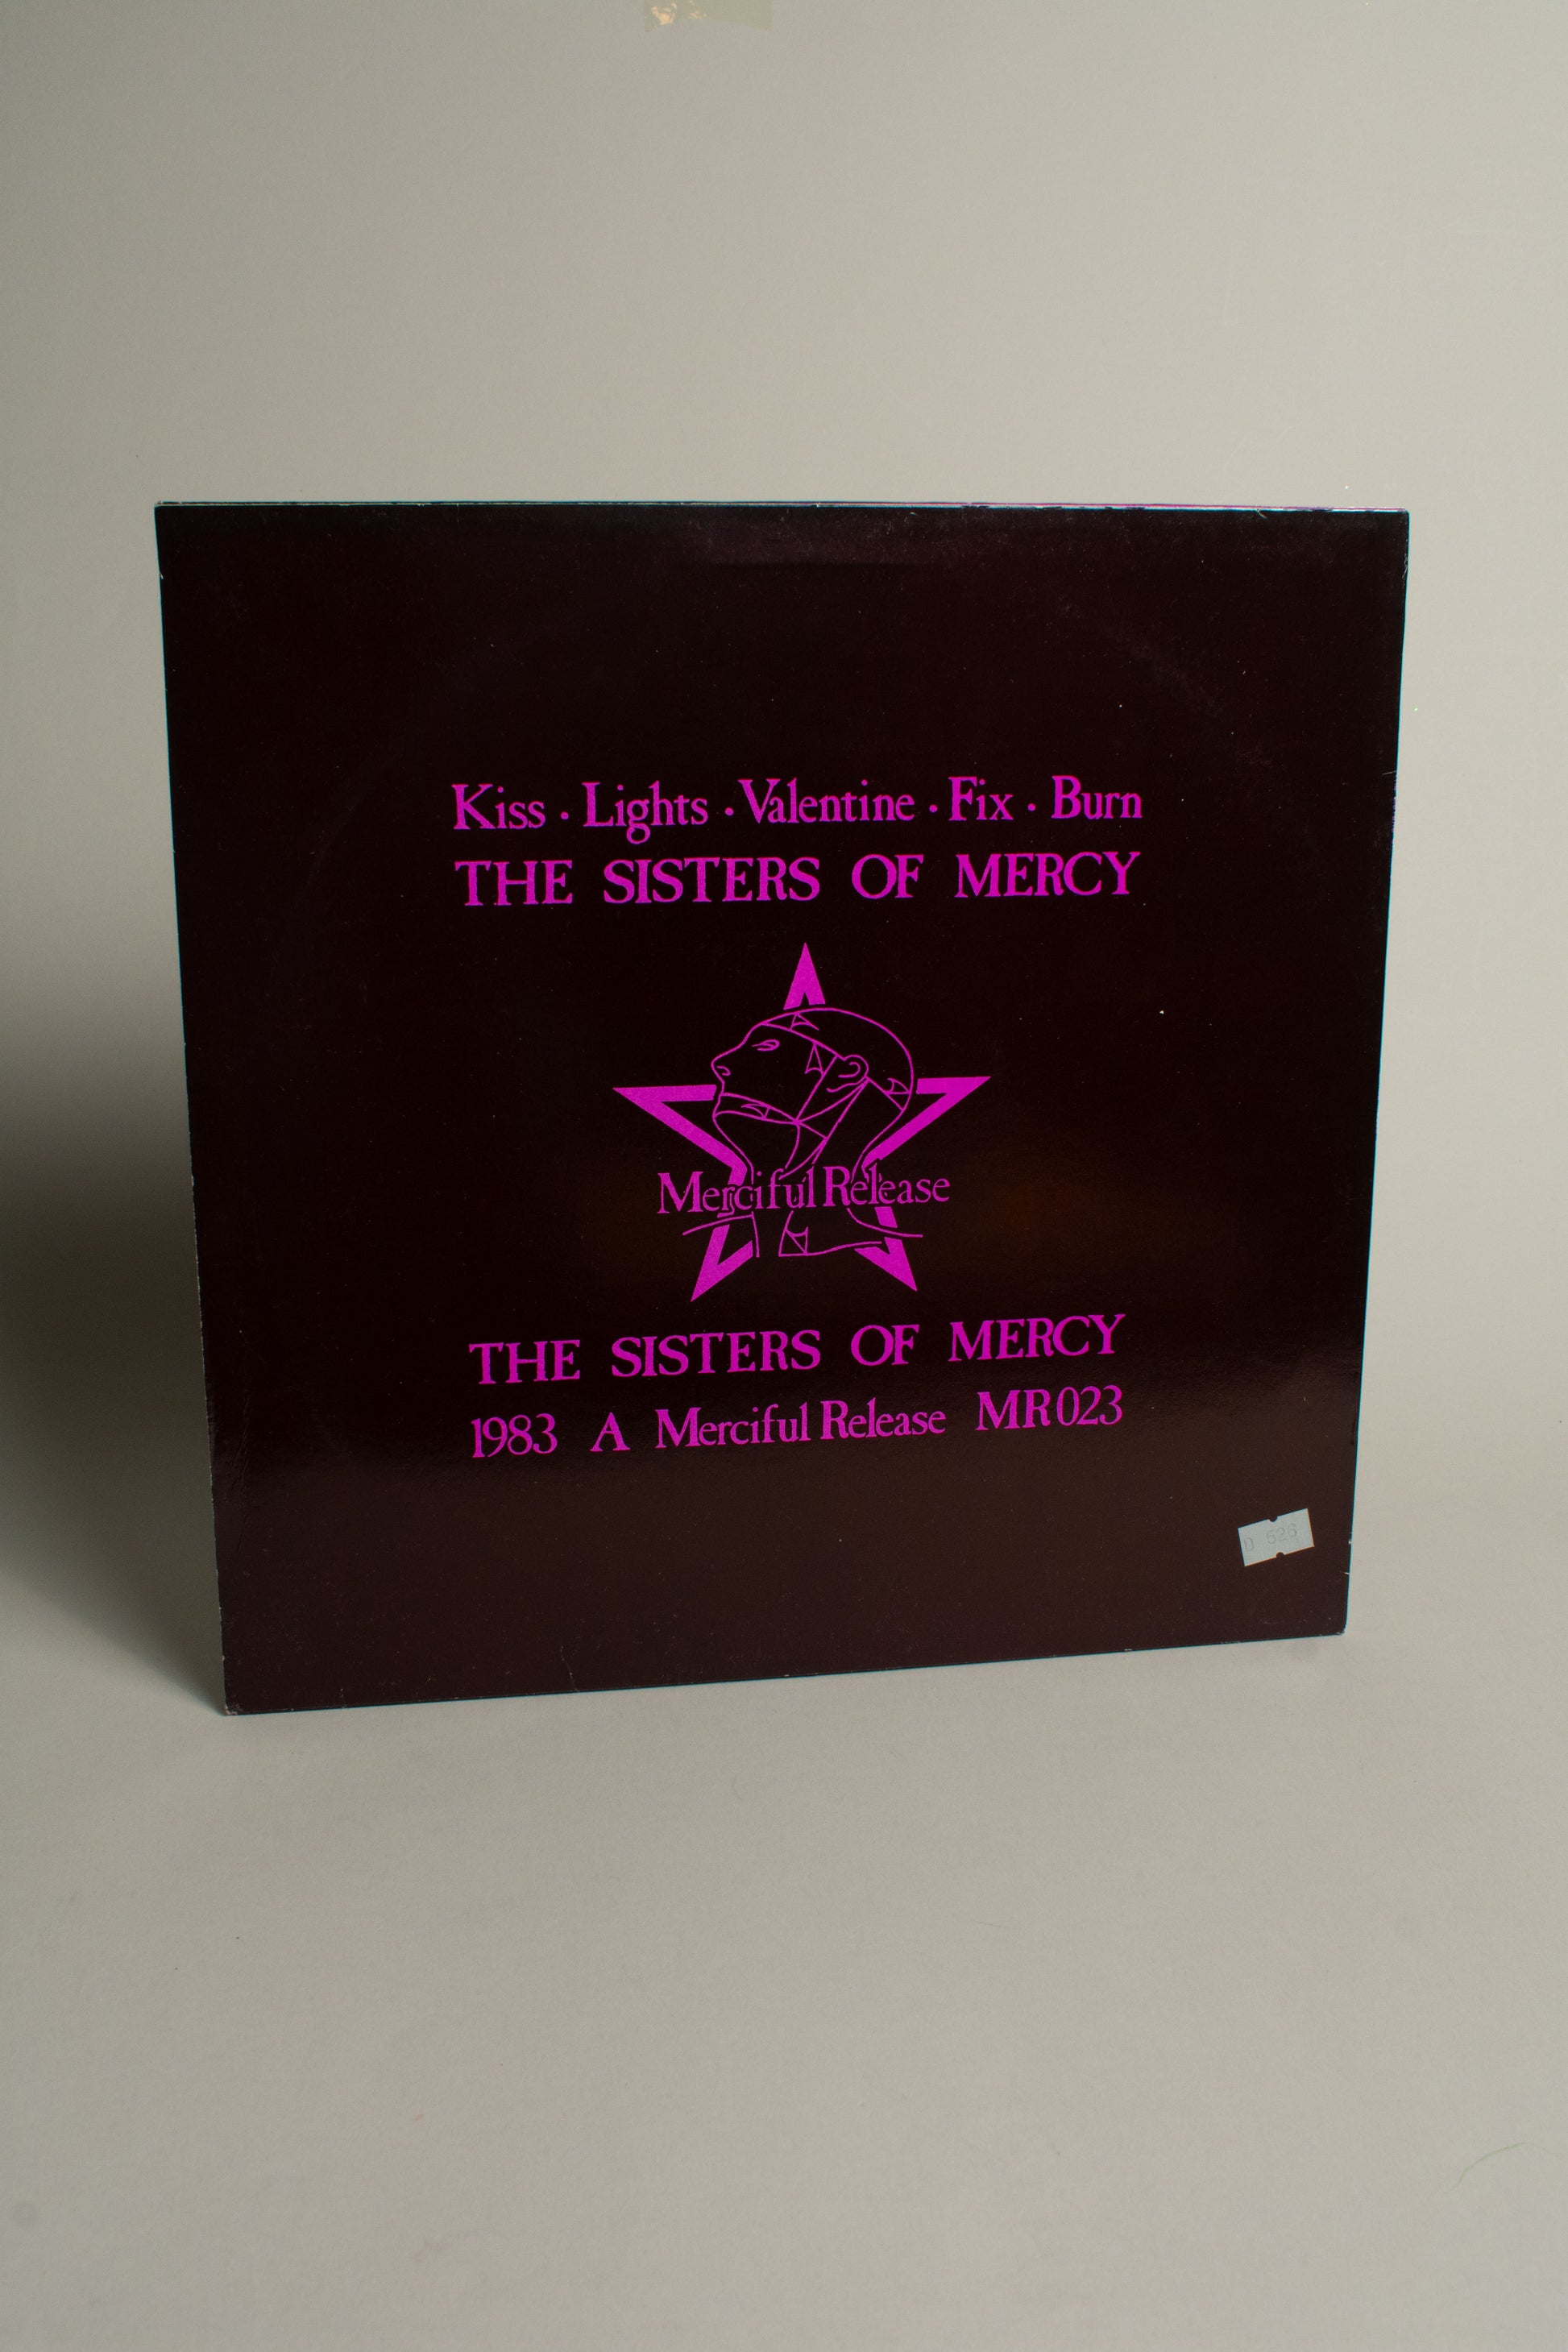 Kiss · Lights · Valentine · Fix · Burn
THE SISTERS OF MERCY
Merciful Release
THE SISTERS OF MERCY
1983 A Merciful Release MR023
D 526